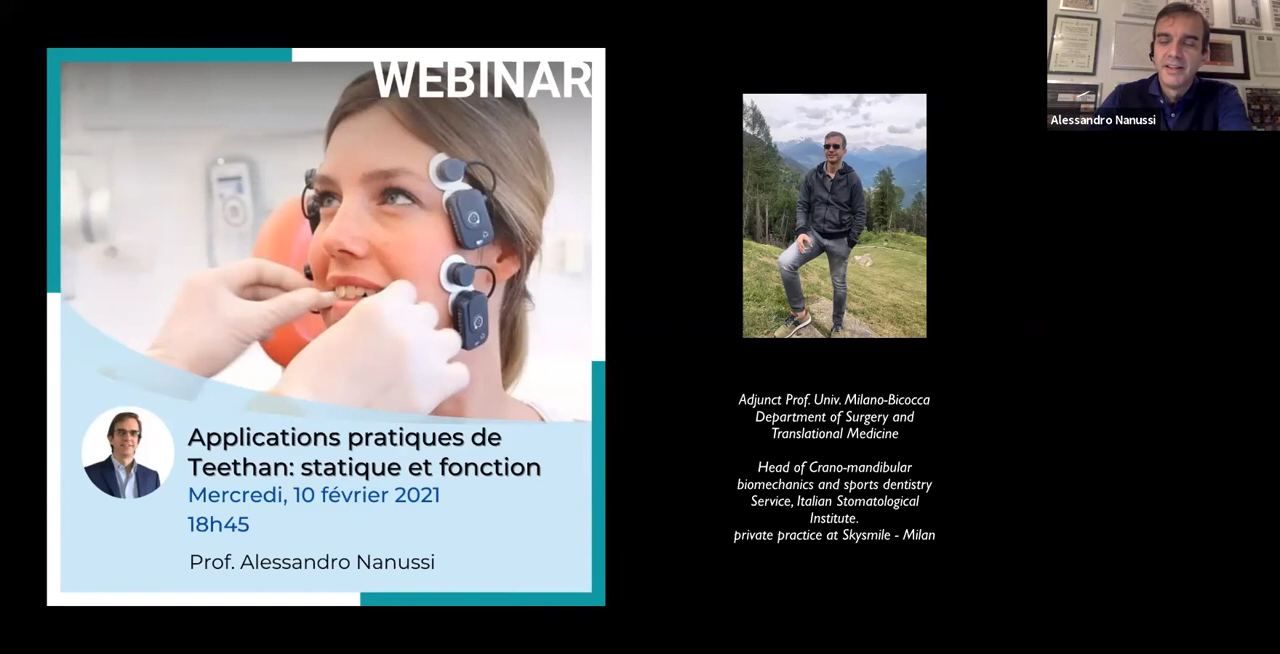 WEBINAR
Applications pratiques de
Teethan: statique et fonction
Mercredi, 10 février 2021
18h45
Prof. Alessandro Nanussi
Adjunct Prof. Univ. Milano-Bicocca
Department of Surgery and
Translational Medicine
Head of Crano-mandibular
biomechanics and sports dentistry
Service, Italian Stomatological
Institute.
private practice at Skysmile - Milan
Alessandro Nanussi